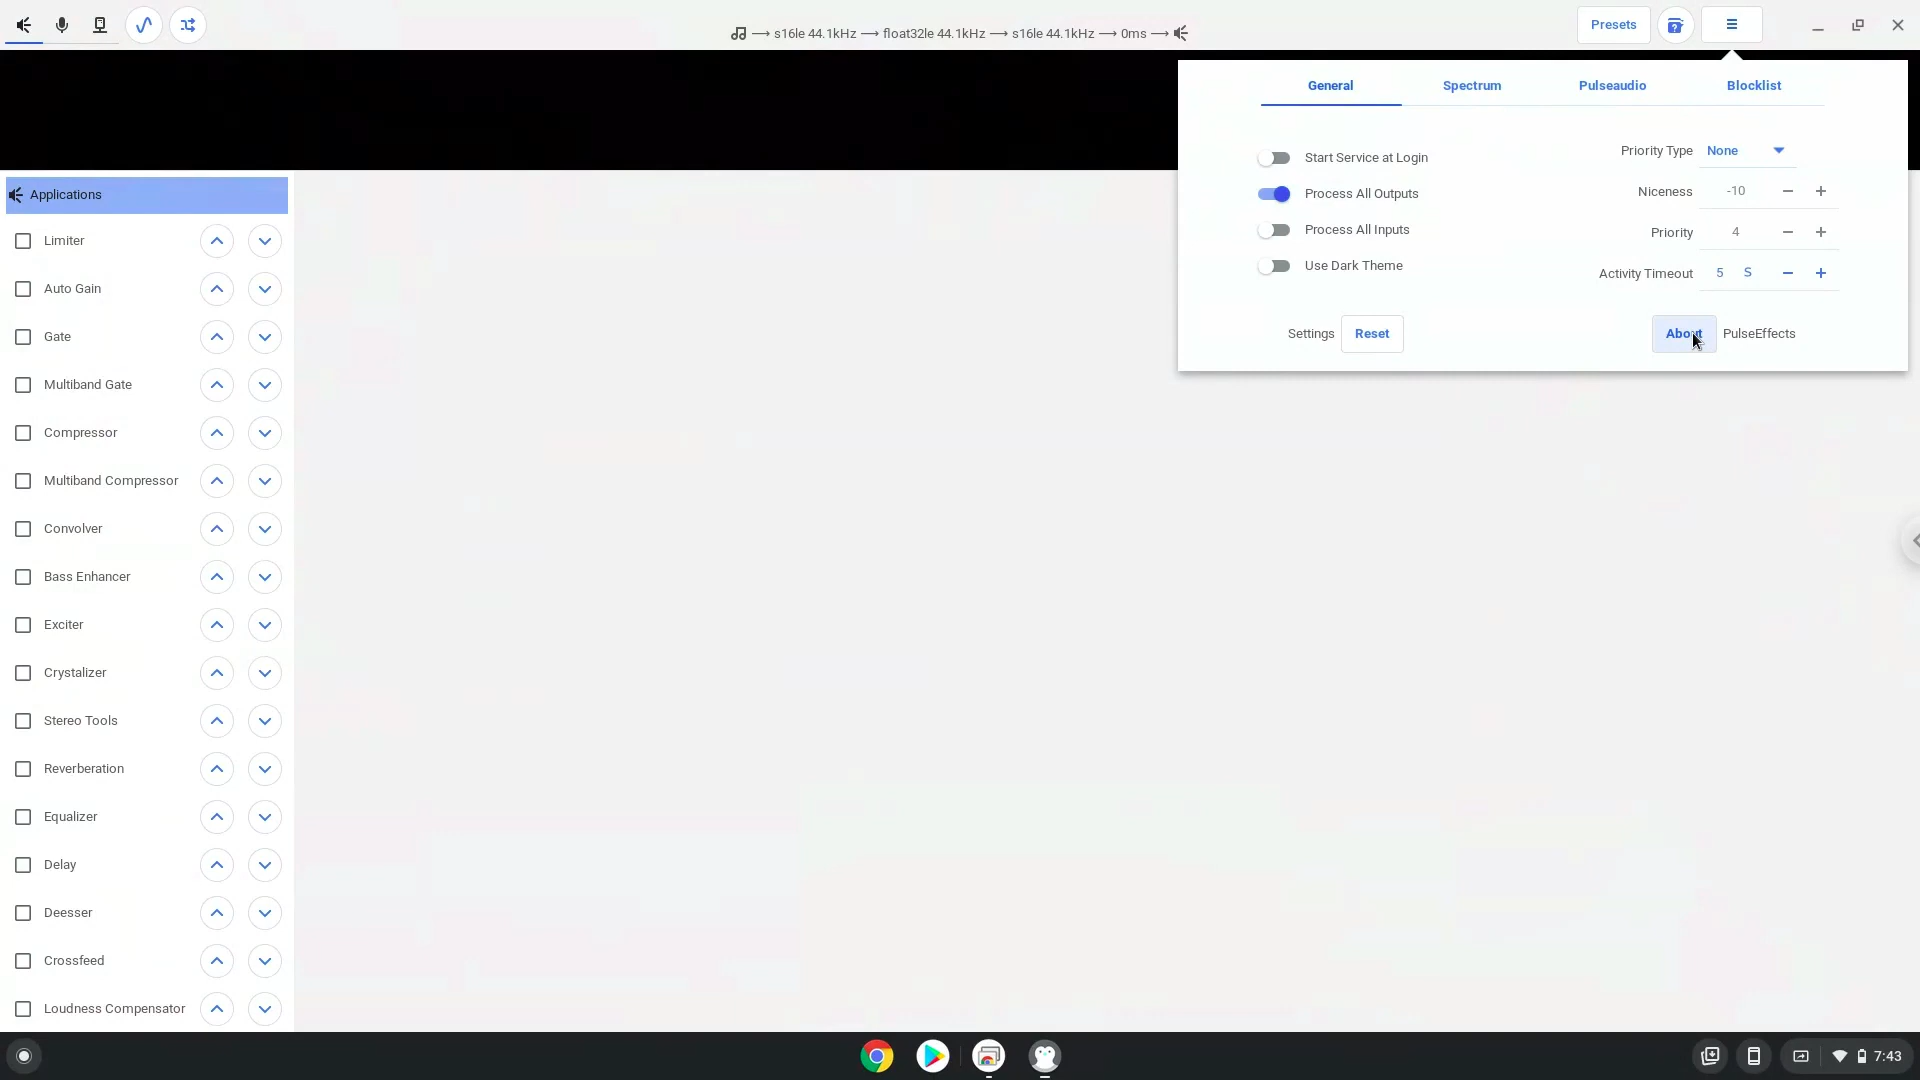 s16le 44.1kHz ⟶ float32le 44.1kHz ⟶ s16le 44.1kHz ⟶ 0ms ⟶
Presets
General Spectrum Pulseaudio Blocklist
Start Service at Login
Process All Outputs
Process All Inputs
Use Dark Theme
Priority Type None
Niceness -10 − +
Priority 4 − +
Activity Timeout 5 S − +
Settings Reset
About PulseEffects
Applications
Limiter
Auto Gain
Gate
Multiband Gate
Compressor
Multiband Compressor
Convolver
Bass Enhancer
Exciter
Crystalizer
Stereo Tools
Reverberation
Equalizer
Delay
Deesser
Crossfeed
Loudness Compensator
7:43